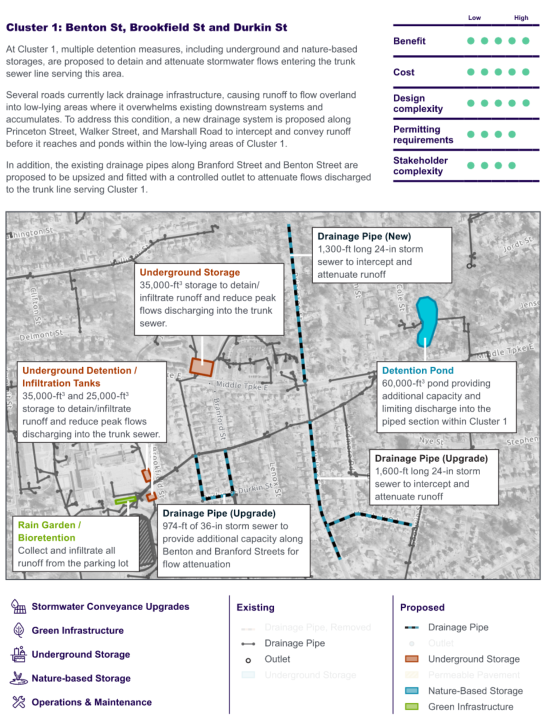 Cluster 1: Benton St, Brookfield St and Durkin St
At Cluster 1, multiple detention measures, including underground and nature-based
storages, are proposed to detain and attenuate stormwater flows entering the trunk
sewer line serving this area.
Several roads currently lack drainage infrastructure, causing runoff to flow overland
into low-lying areas where it overwhelms existing downstream systems and
accumulates. To address this condition, a new drainage system is proposed along
Princeton Street, Walker Street, and Marshall Road to intercept and convey runoff
before it reaches and ponds within the low-lying areas of Cluster 1.
In addition, the existing drainage pipes along Branford Street and Benton Street are
proposed to be upsized and fitted with a controlled outlet to attenuate flows discharged
to the trunk line serving Cluster 1.
Low High
Benefit
Cost
Design
complexity
Permitting
requirements
Stakeholder
complexity
Drainage Pipe (New)
1,300-ft long 24-in storm
sewer to intercept and
attenuate runoff
Underground Storage
35,000-ft³ storage to detain/
infiltrate runoff and reduce peak
flows discharging into the trunk
sewer.
Delmont St
Middle Tpke E
Middle Tpke E
Branford St
Underground Detention /
Infiltration Tanks
35,000-ft³ and 25,000-ft³
storage to detain/infiltrate
runoff and reduce peak flows
discharging into the trunk sewer.
Detention Pond
60,000-ft³ pond providing
additional capacity and
limiting discharge into the
piped section within Cluster 1
Stephen
Durkin St
Drainage Pipe (Upgrade)
1,600-ft long 24-in storm
sewer to intercept and
attenuate runoff
Rain Garden /
Bioretention
Collect and infiltrate all
runoff from the parking lot
Drainage Pipe (Upgrade)
974-ft of 36-in storm sewer to
provide additional capacity along
Benton and Branford Streets for
flow attenuation
Stormwater Conveyance Upgrades
Green Infrastructure
Underground Storage
Nature-based Storage
Operations & Maintenance
Existing
Drainage Pipe, Removed
Drainage Pipe
Outlet
Underground Storage
Proposed
Drainage Pipe
Outlet
Underground Storage
Permeable Pavement
Nature-Based Storage
Green Infrastructure